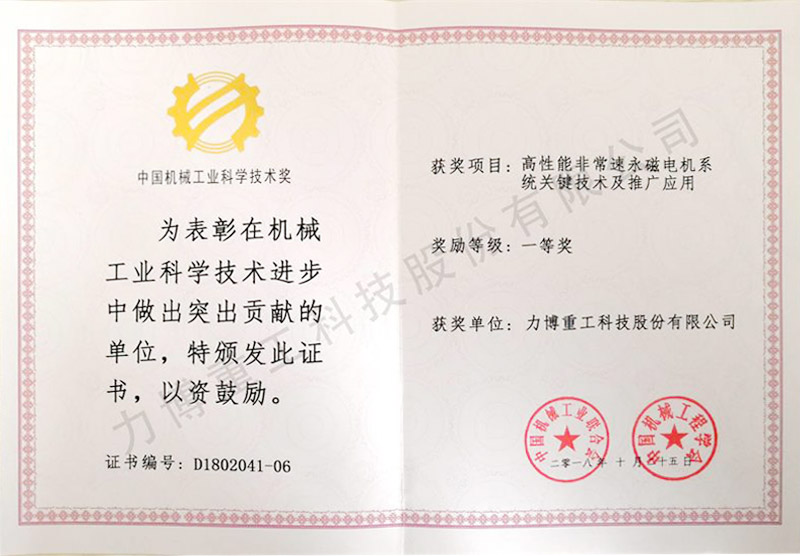 中国机械工业科学技术奖
为表彰在机械
工业科学技术进步
中做出突出贡献的
单位，特颁发此证
书，以资鼓励。
证书编号：D1802041-06
获奖项目：高性能非常速永磁电机系
统关键技术及推广应用
奖励等级：一等奖
获奖单位：力博重工科技股份有限公司
中国机械工业联合会
中国机械工程学会
二零一八年十月二十五日
力博重工科技股份有限公司